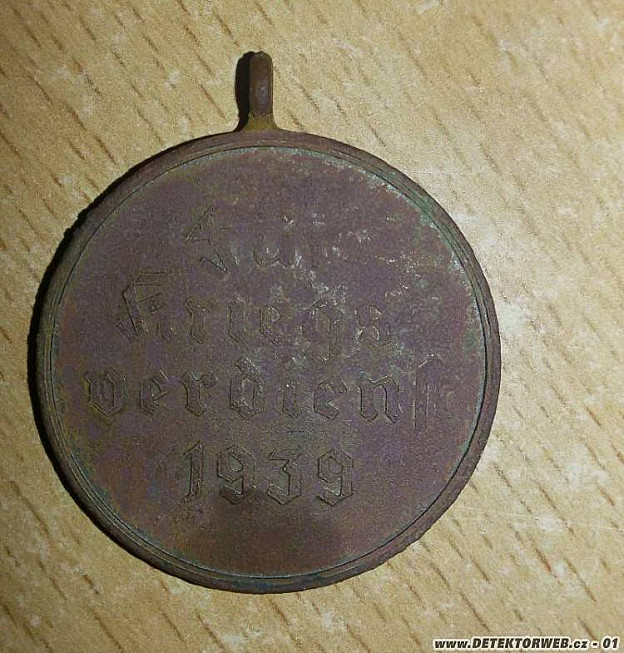 Für
Kriegs
verdienst
1939
www.DETEKTORWEB.cz - 01